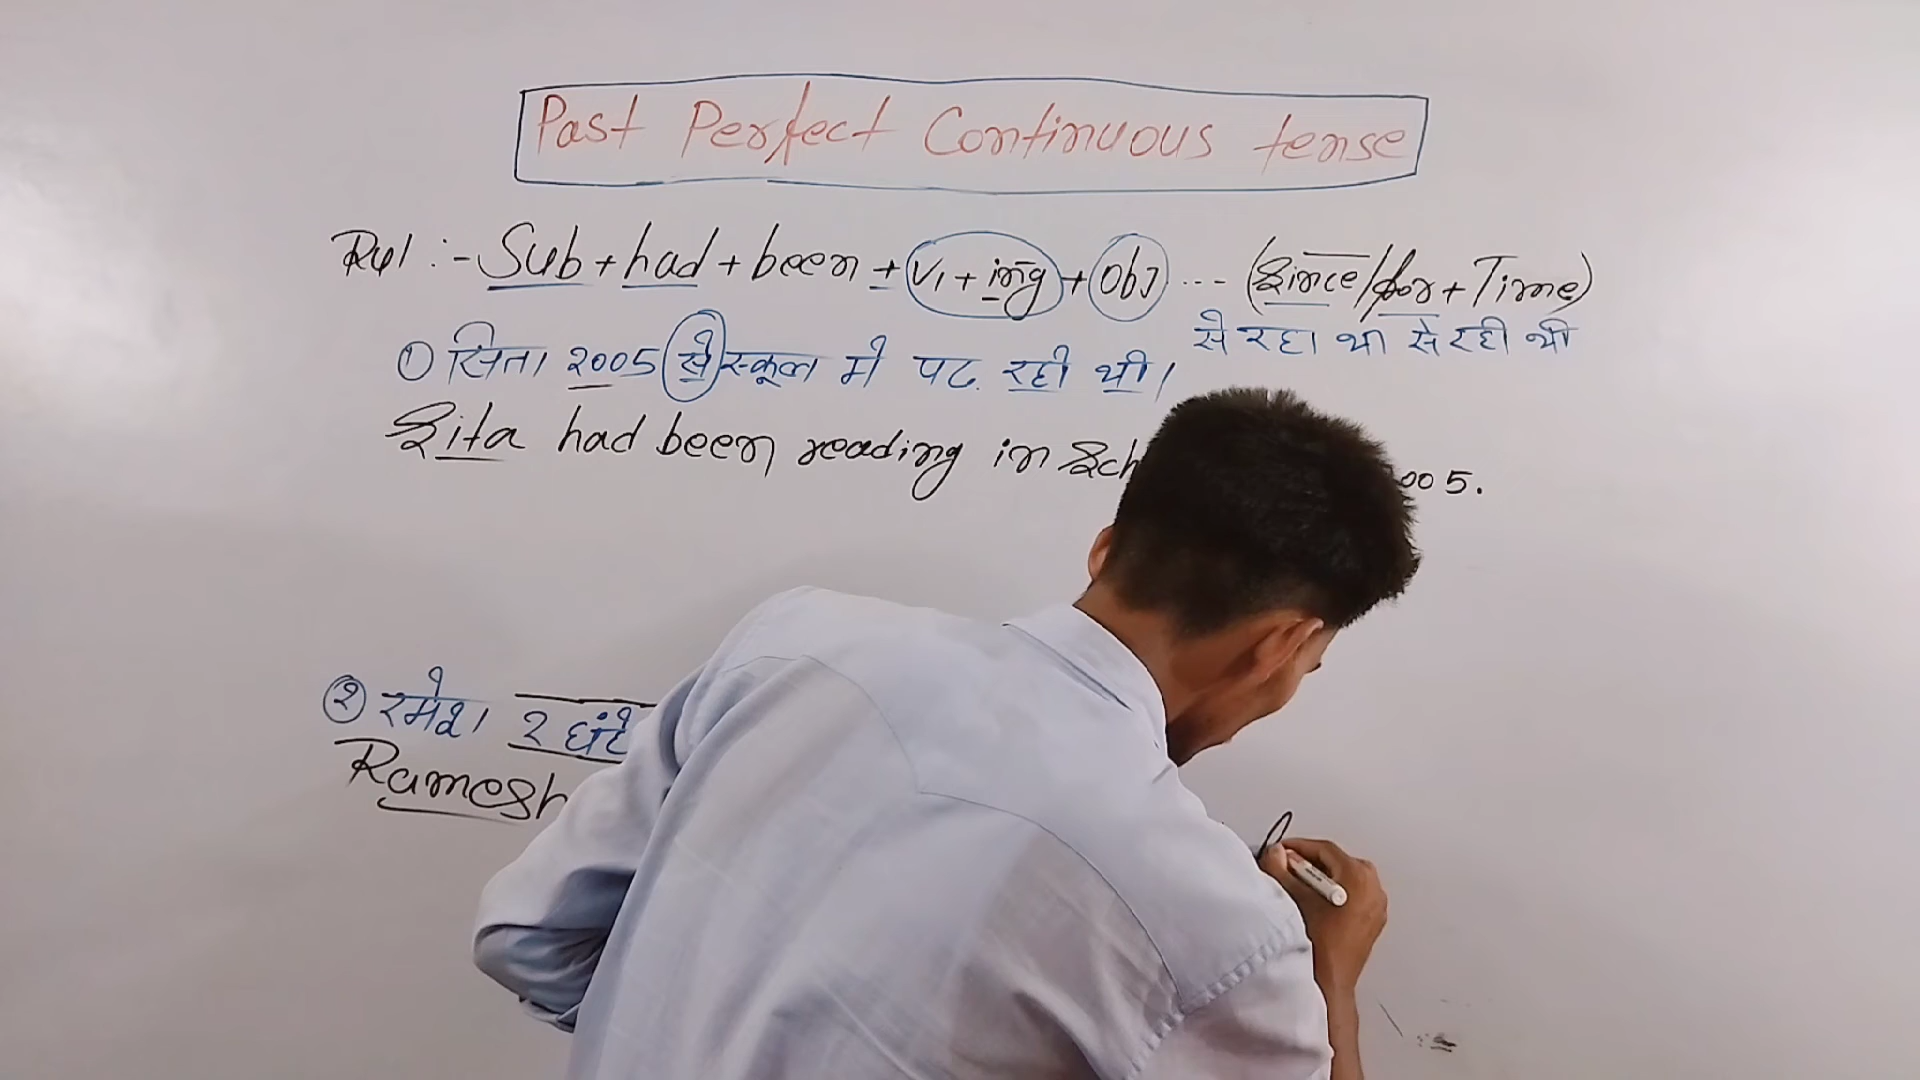 Past Perfect Continuous tense
Rul :- Sub + had + been + (V1 + ing) + (Obj) ... (Since/for + Time)
से रहा था से रही थी
① सिता 2005 से स्कूल मे पढ रही थी।
Sita had been reading in Sch 005.
② रमेश 2 घंटे
Ramesh